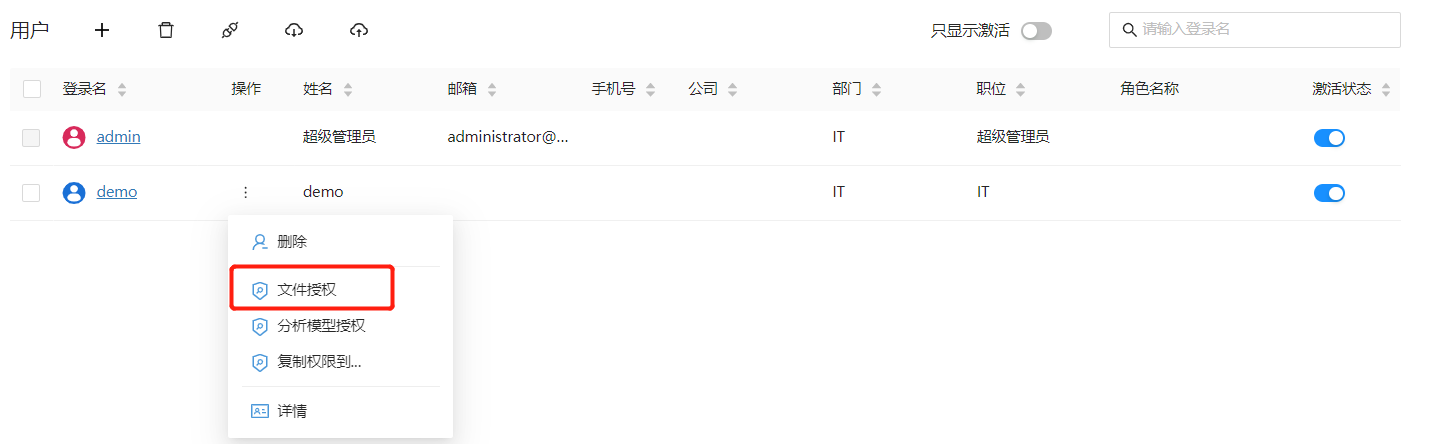 用户
只显示激活
请输入登录名
登录名 操作 姓名 邮箱 手机号 公司 部门 职位 角色名称 激活状态
admin 超级管理员 administrator@... IT 超级管理员
demo demo IT IT
删除
文件授权
分析模型授权
复制权限到...
详情